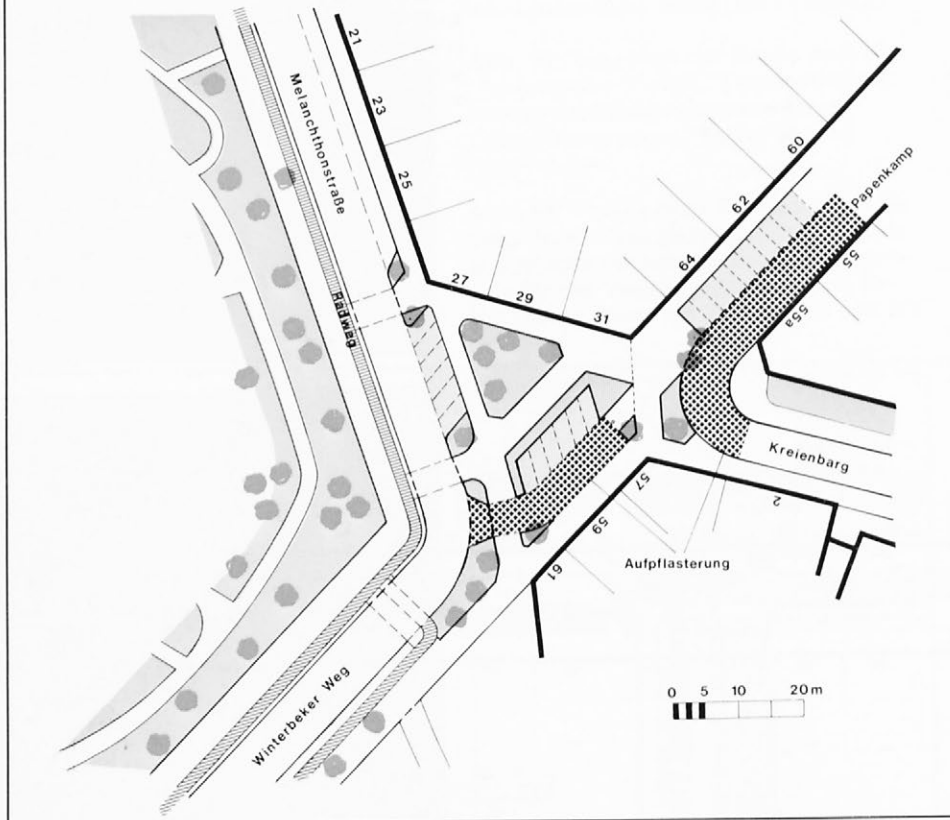 21
23
25
Melanchthonstraße
Radweg
27
29
31
60
62
64
Papenkamp
55
55a
Kreienbarg
2
57
59
61
Aufpflasterung
Winterbeker Weg
0 5 10 20 m